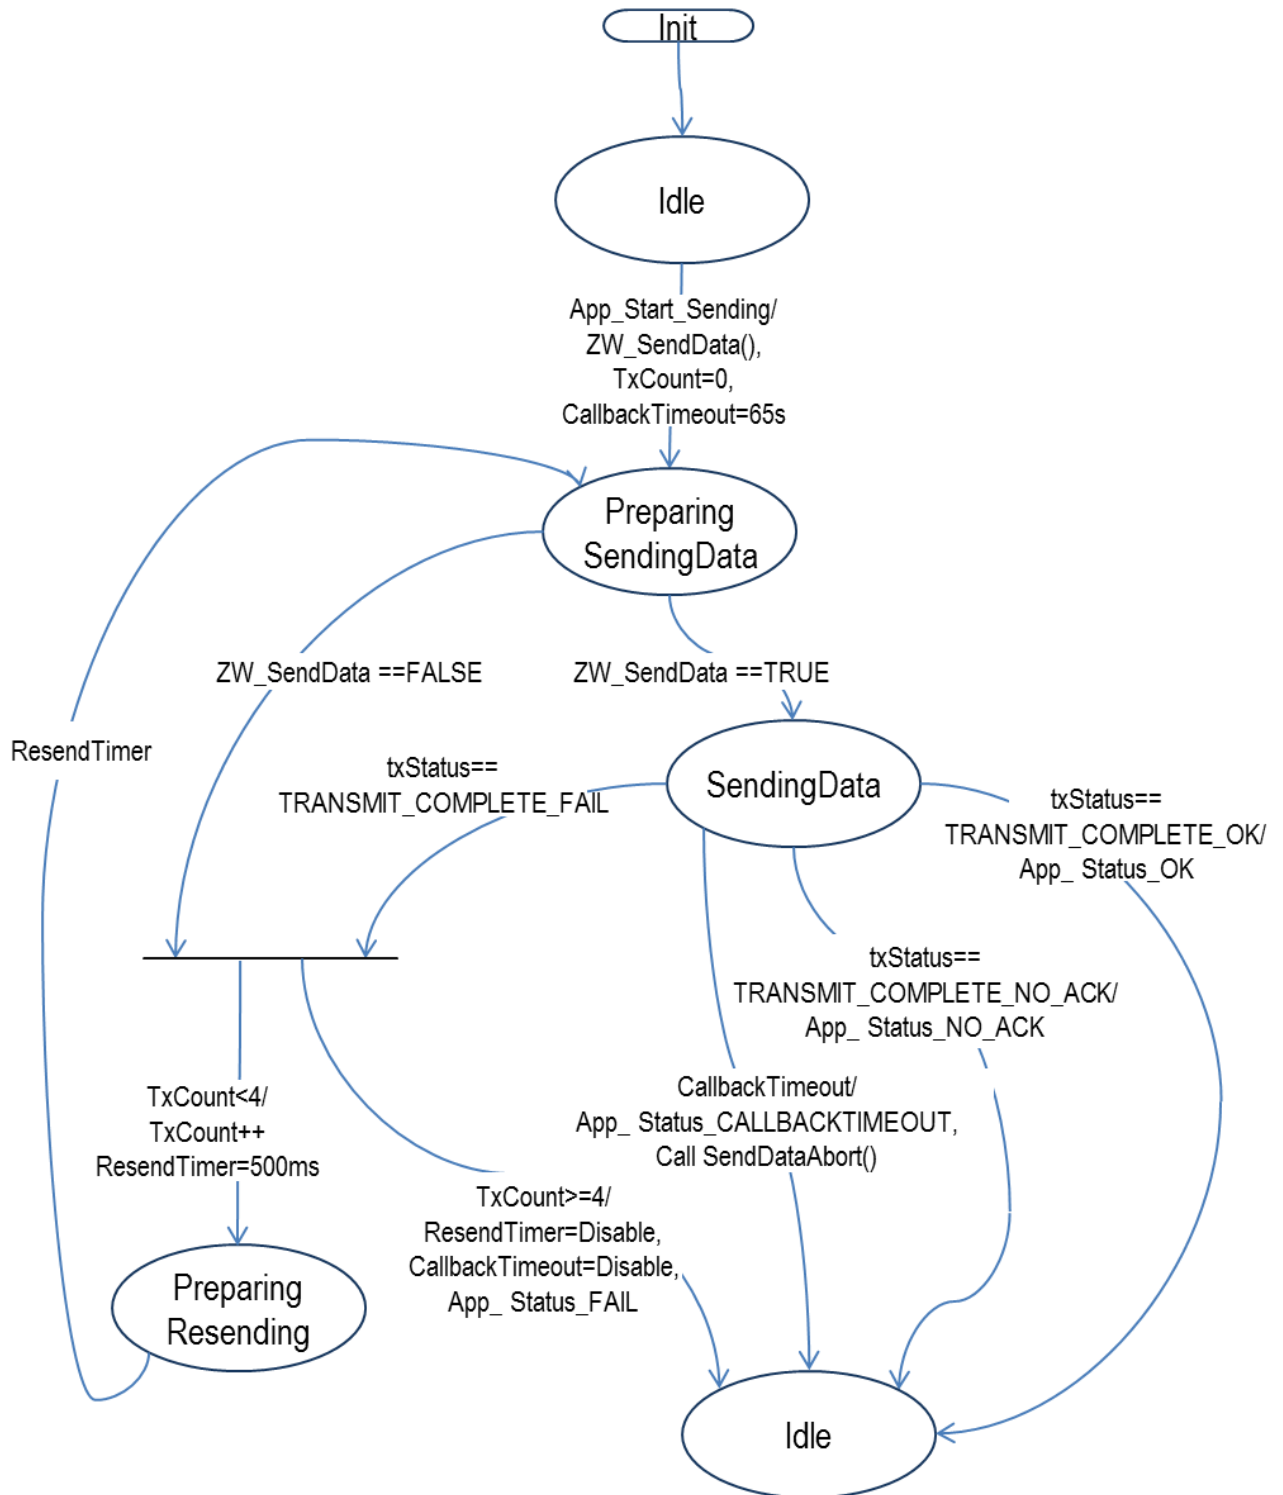 Init
Idle
App_Start_Sending/
ZW_SendData(),
TxCount=0,
CallbackTimeout=65s
Preparing
SendingData
ZW_SendData ==FALSE
ZW_SendData ==TRUE
ResendTimer
txStatus==
TRANSMIT_COMPLETE_FAIL
SendingData
txStatus==
TRANSMIT_COMPLETE_OK/
App_ Status_OK
txStatus==
TRANSMIT_COMPLETE_NO_ACK/
App_ Status_NO_ACK
CallbackTimeout/
App_ Status_CALLBACKTIMEOUT,
Call SendDataAbort()
TxCount<4/
TxCount++
ResendTimer=500ms
TxCount>=4/
ResendTimer=Disable,
CallbackTimeout=Disable,
App_ Status_FAIL
Preparing
Resending
Idle